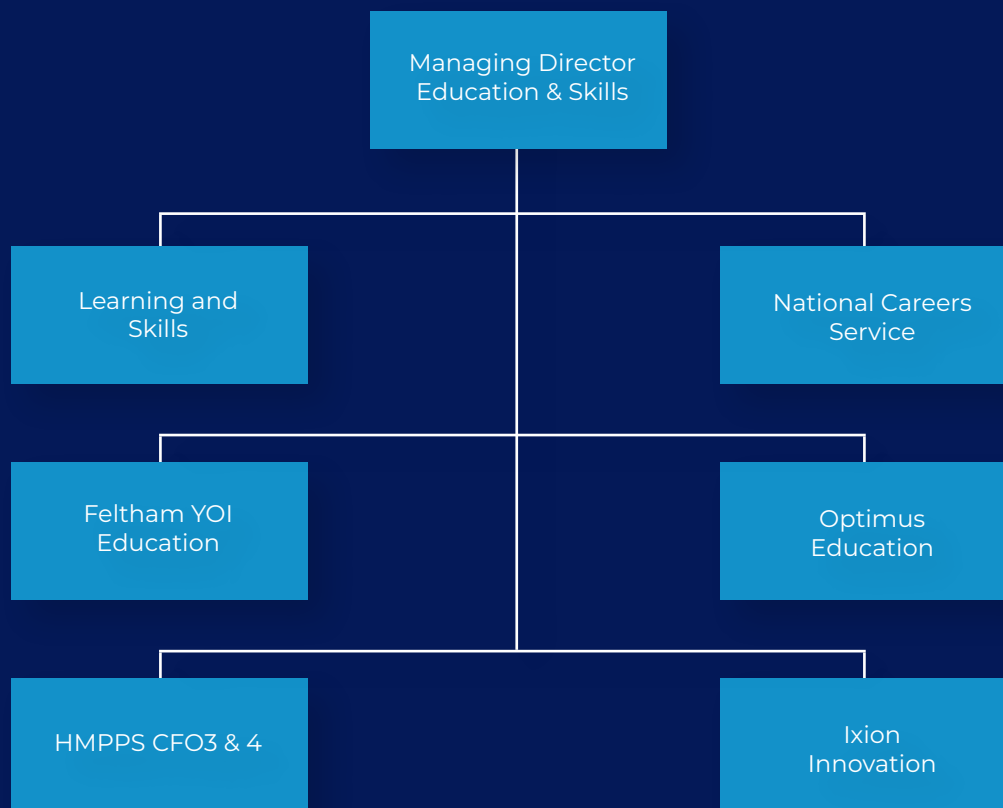 Managing Director
Education & Skills
Learning and
Skills
National Careers
Service
Feltham YOI
Education
Optimus
Education
HMPPS CFO3 & 4
Ixion
Innovation